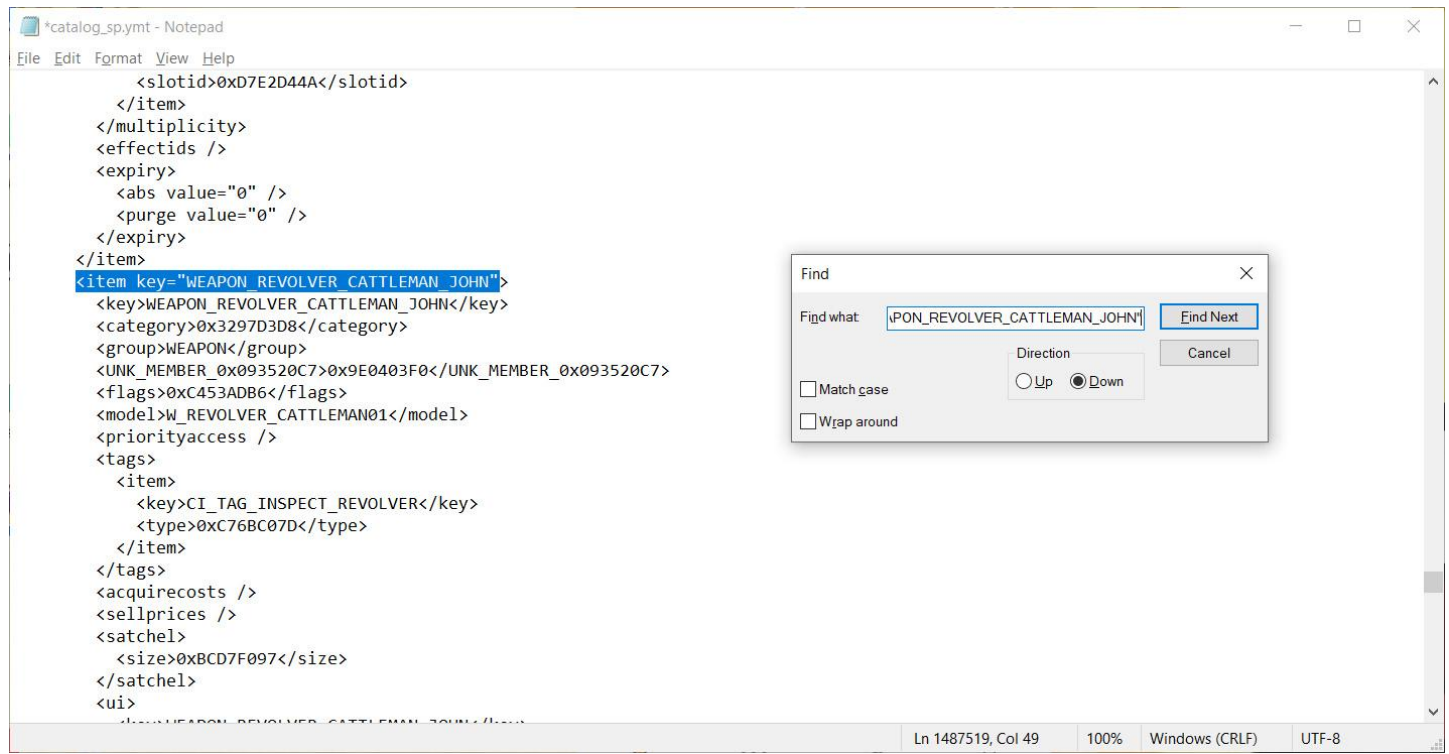 *catalog_sp.ymt - Notepad
File Edit Format View Help
<slotid>0xD7E2D44A</slotid>
</item>
</multiplicity>
<effectids />
<expiry>
<abs value="0" />
<purge value="0" />
</expiry>
</item>
<item key="WEAPON_REVOLVER_CATTLEMAN_JOHN">
<key>WEAPON_REVOLVER_CATTLEMAN_JOHN</key>
<category>0x3297D3D8</category>
<group>WEAPON</group>
<UNK_MEMBER_0x093520C7>0x9E0403F0</UNK_MEMBER_0x093520C7>
<flags>0xC453ADB6</flags>
<model>W_REVOLVER_CATTLEMAN01</model>
<priorityaccess />
<tags>
<item>
<key>CI_TAG_INSPECT_REVOLVER</key>
<type>0xC76BC07D</type>
</item>
</tags>
<acquirecosts />
<sellprices />
<satchel>
<size>0xBCD7F097</size>
</satchel>
<ui>
<key>WEAPON_REVOLVER_CATTLEMAN_JOHN</key>
Find
Find what: PON_REVOLVER_CATTLEMAN_JOHN" Find Next
Direction Cancel
Up Down
Match case
Wrap around
Ln 1487519, Col 49 100% Windows (CRLF) UTF-8